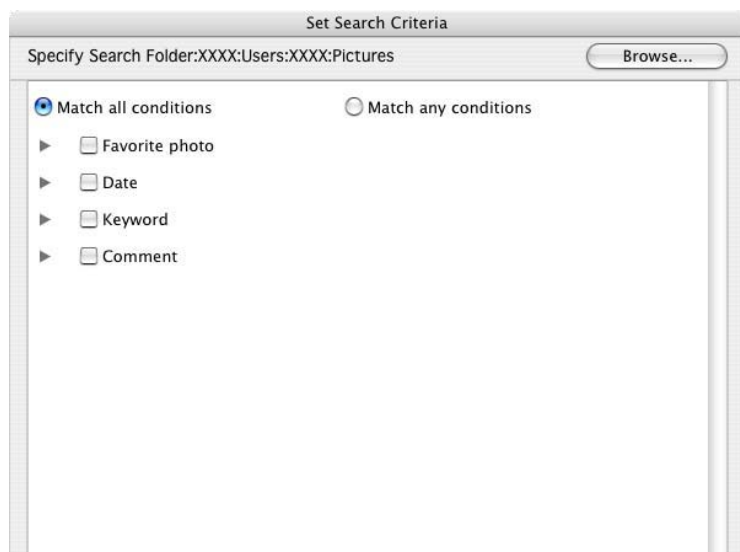 Set Search Criteria
Specify Search Folder:XXXX:Users:XXXX:Pictures Browse...
Match all conditions Match any conditions
Favorite photo
Date
Keyword
Comment